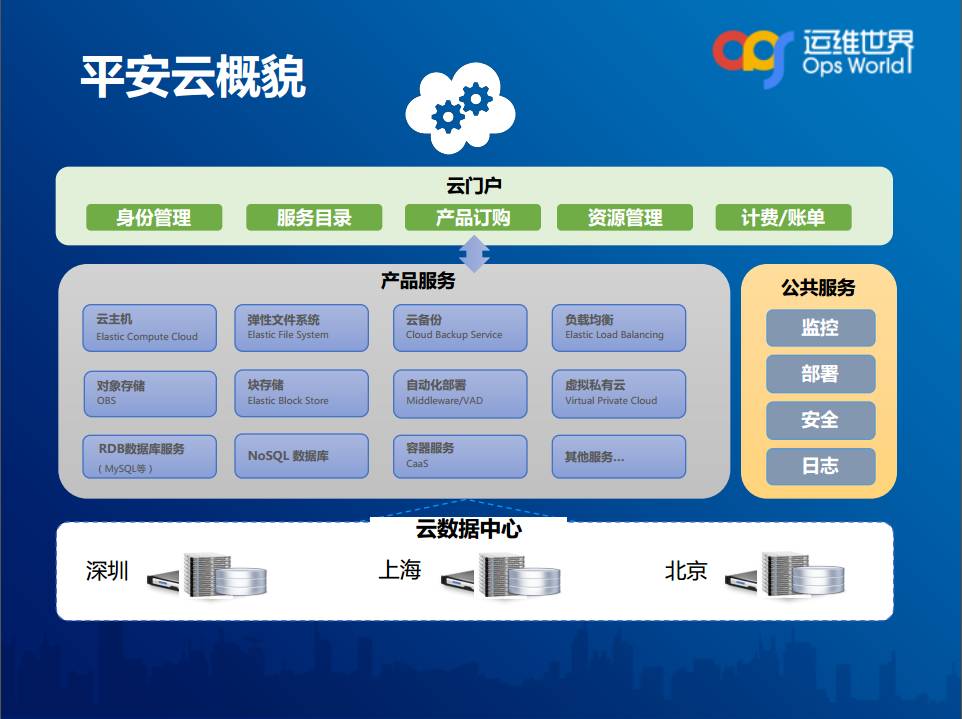 平安云概貌
运维世界
Ops World
云门户
身份管理
服务目录
产品订购
资源管理
计费/账单
产品服务
云主机
Elastic Compute Cloud
弹性文件系统
Elastic File System
云备份
Cloud Backup Service
负载均衡
Elastic Load Balancing
对象存储
OBS
块存储
Elastic Block Store
自动化部署
Middleware/VAD
虚拟私有云
Virtual Private Cloud
RDB数据库服务
（MySQL等）
NoSQL 数据库
容器服务
CaaS
其他服务...
公共服务
监控
部署
安全
日志
云数据中心
深圳
上海
北京